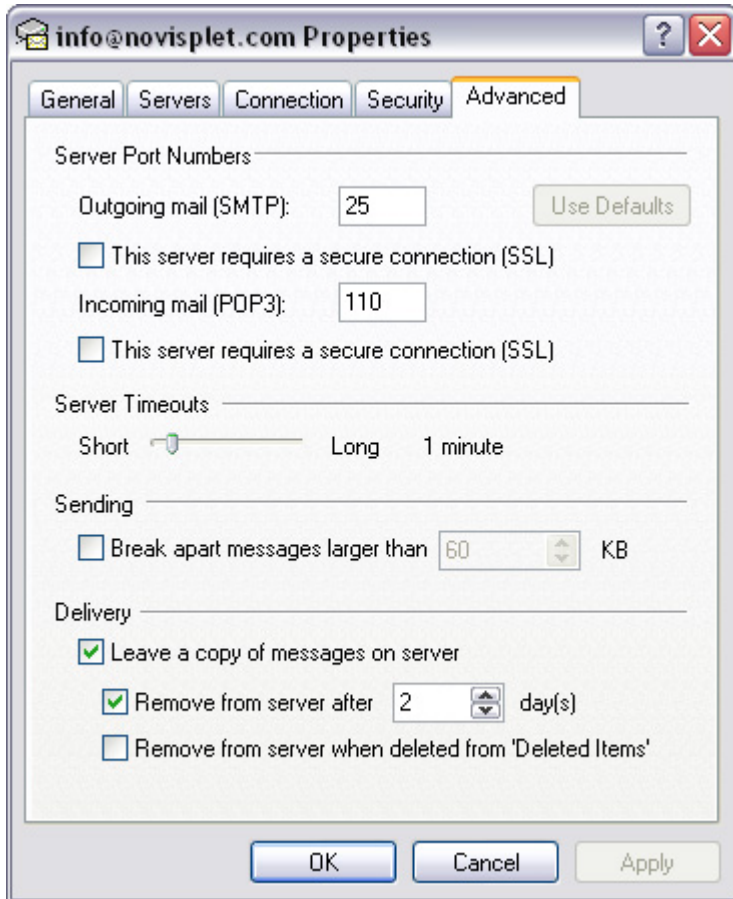 info@novisplet.com Properties
General Servers Connection Security Advanced
Server Port Numbers
Outgoing mail (SMTP): 25 Use Defaults
This server requires a secure connection (SSL)
Incoming mail (POP3): 110
This server requires a secure connection (SSL)
Server Timeouts
Short Long 1 minute
Sending
Break apart messages larger than 60 KB
Delivery
Leave a copy of messages on server
Remove from server after 2 day(s)
Remove from server when deleted from 'Deleted Items'
OK Cancel Apply